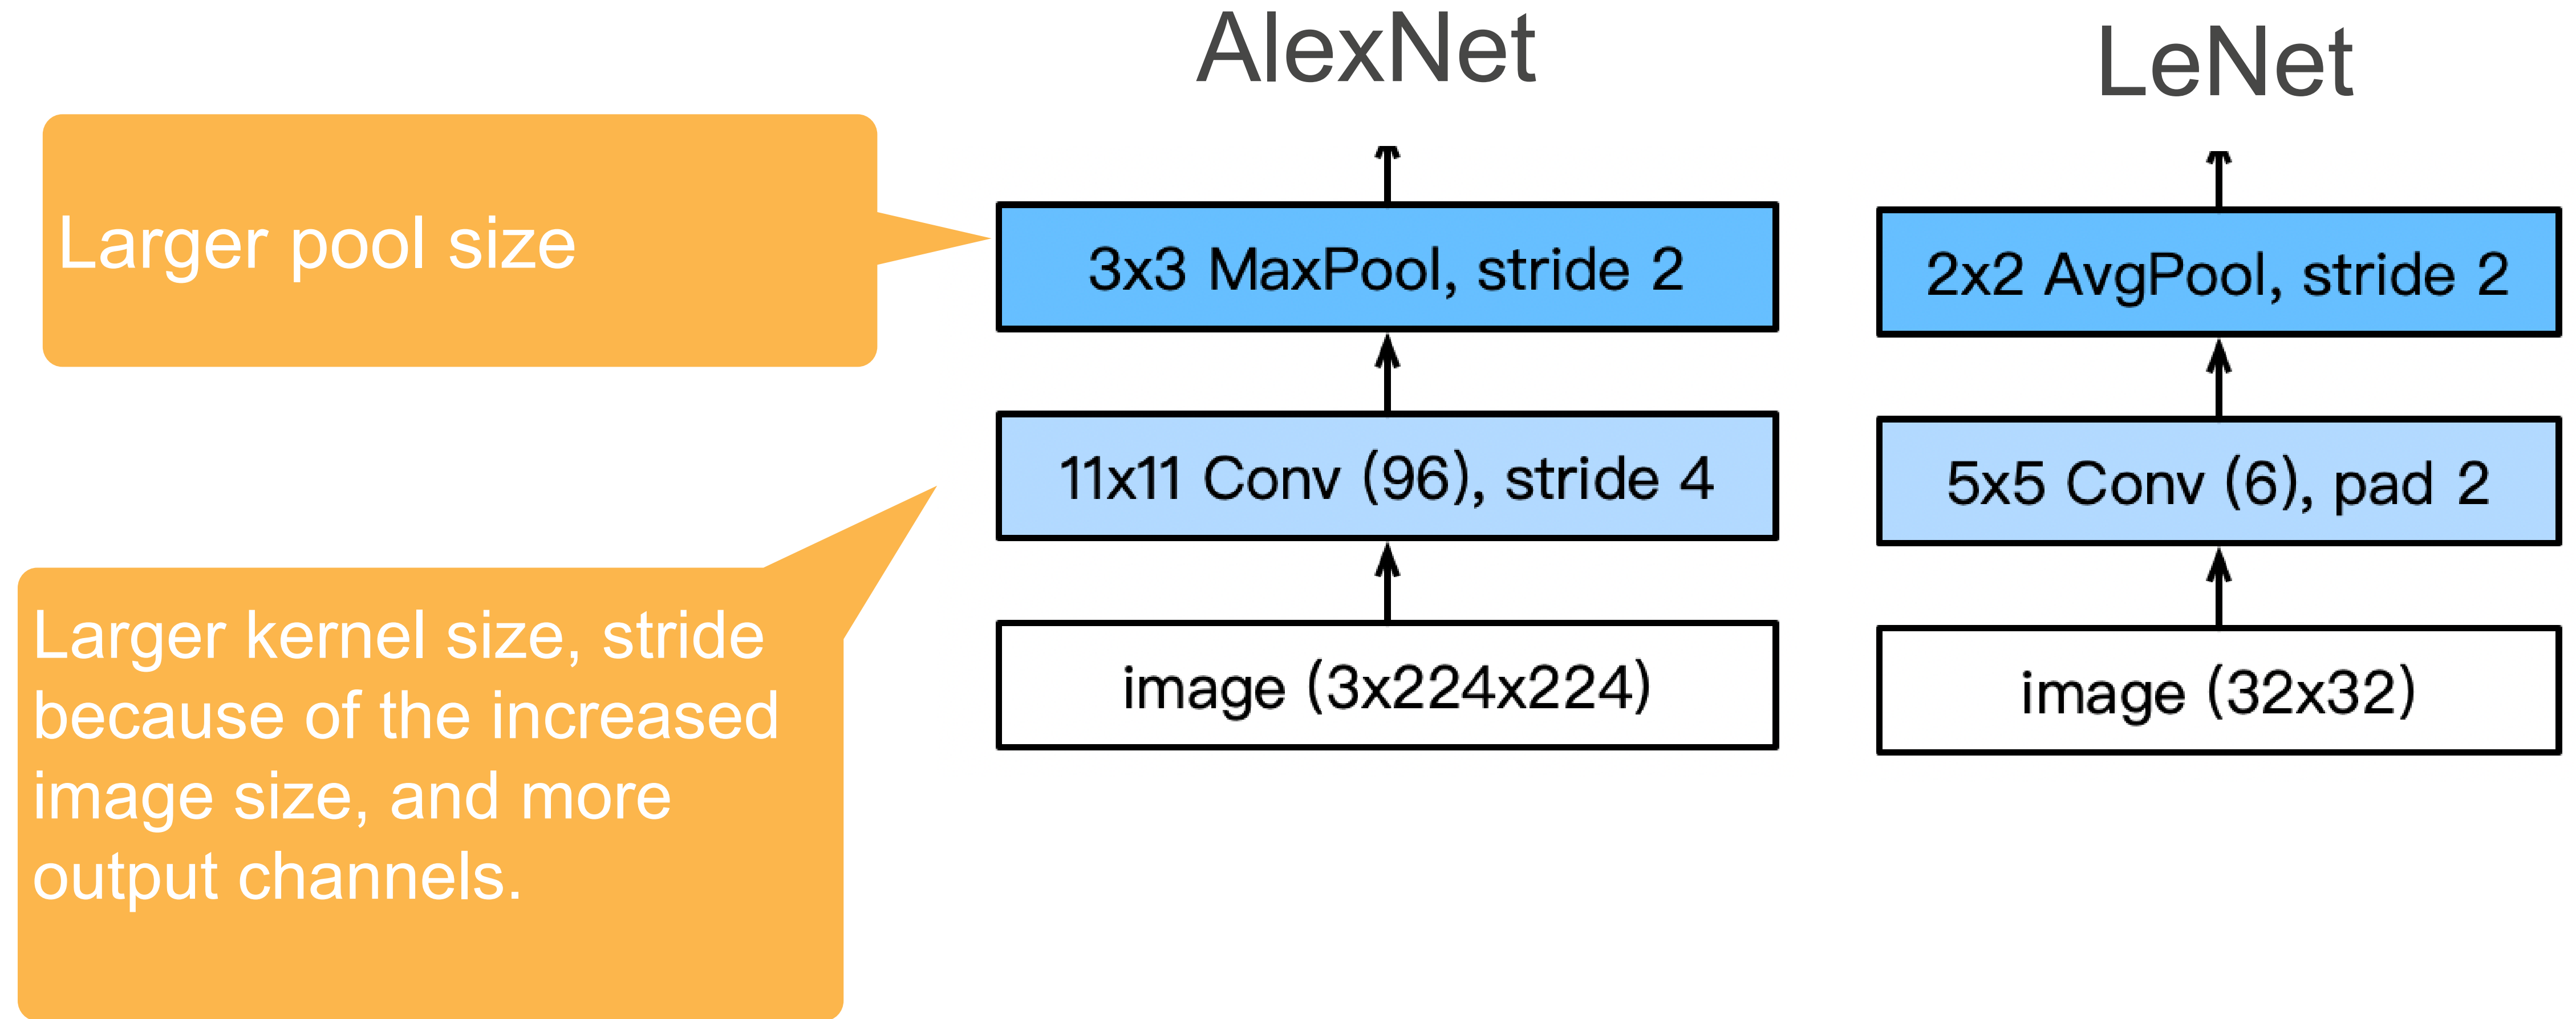 AlexNet
LeNet
Larger pool size
3x3 MaxPool, stride 2
2x2 AvgPool, stride 2
11x11 Conv (96), stride 4
5x5 Conv (6), pad 2
Larger kernel size, stride
because of the increased
image size, and more
output channels.
image (3x224x224)
image (32x32)